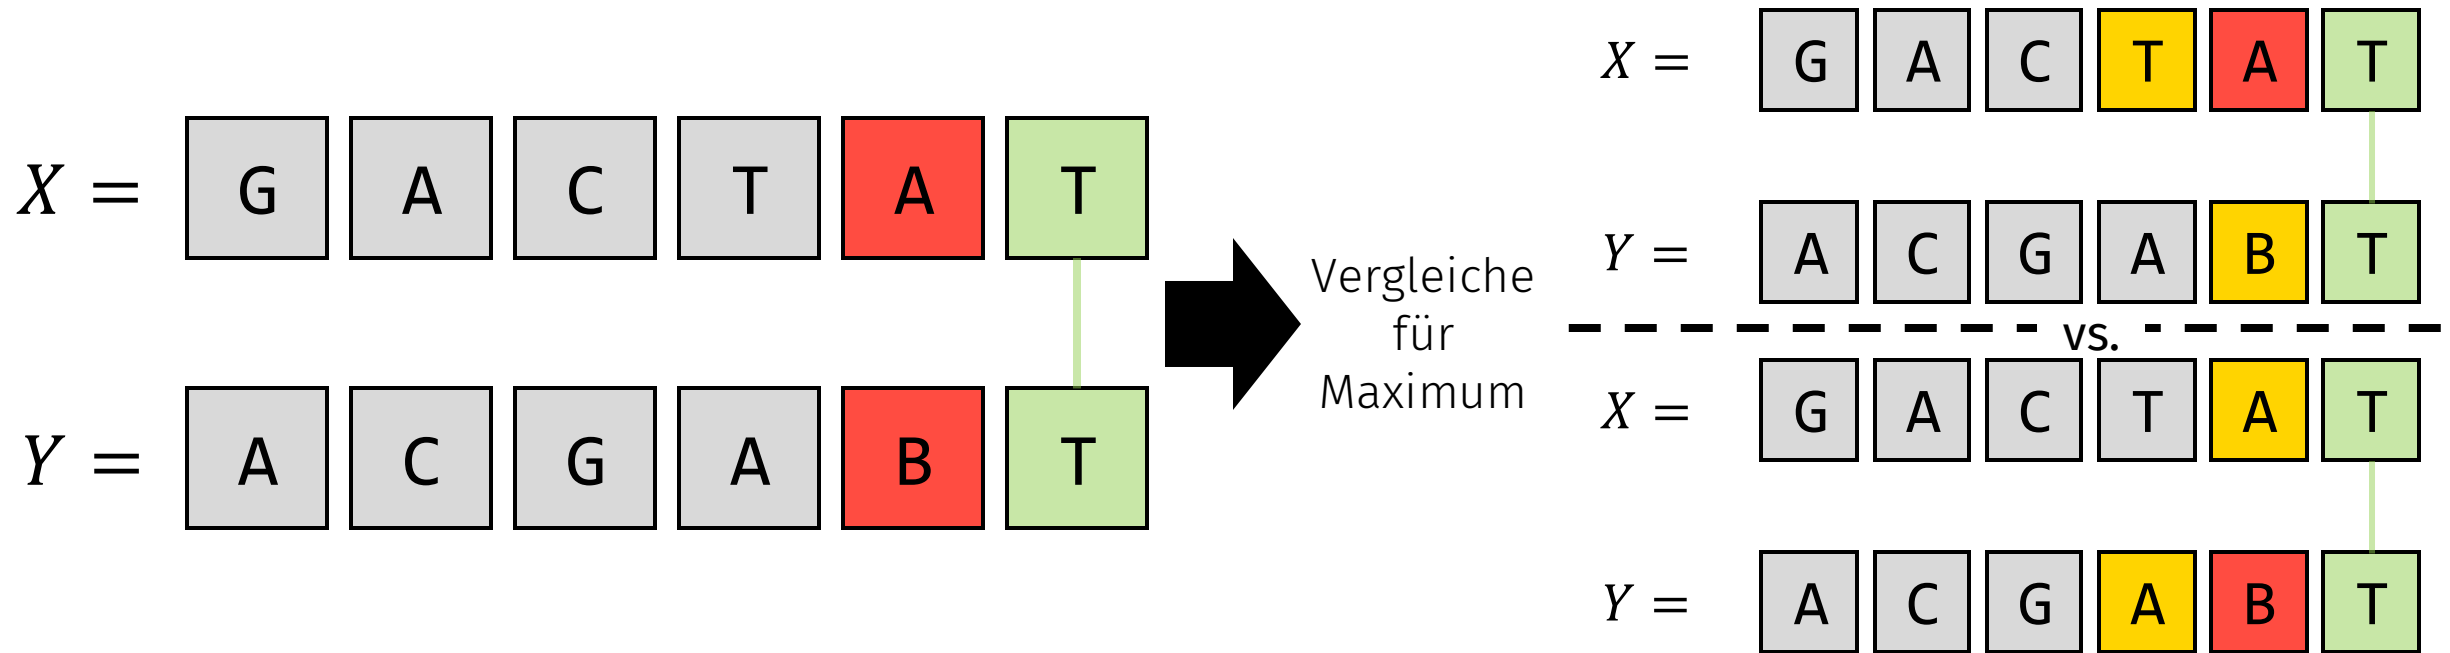 X = G A C T A T
Y = A C G A B T
Vergleiche
für
Maximum
X = G A C T A T
Y = A C G A B T
vs.
X = G A C T A T
Y = A C G A B T